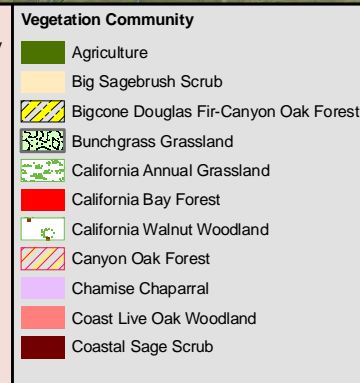 Vegetation Community
Agriculture
Big Sagebrush Scrub
Bigcone Douglas Fir-Canyon Oak Forest
Bunchgrass Grassland
California Annual Grassland
California Bay Forest
California Walnut Woodland
Canyon Oak Forest
Chamise Chaparral
Coast Live Oak Woodland
Coastal Sage Scrub